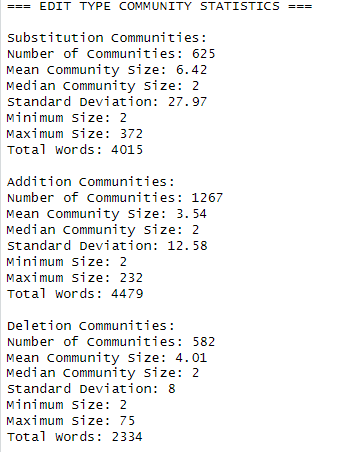 === EDIT TYPE COMMUNITY STATISTICS ===
Substitution Communities:
Number of Communities: 625
Mean Community Size: 6.42
Median Community Size: 2
Standard Deviation: 27.97
Minimum Size: 2
Maximum Size: 372
Total Words: 4015
Addition Communities:
Number of Communities: 1267
Mean Community Size: 3.54
Median Community Size: 2
Standard Deviation: 12.58
Minimum Size: 2
Maximum Size: 232
Total Words: 4479
Deletion Communities:
Number of Communities: 582
Mean Community Size: 4.01
Median Community Size: 2
Standard Deviation: 8
Minimum Size: 2
Maximum Size: 75
Total Words: 2334